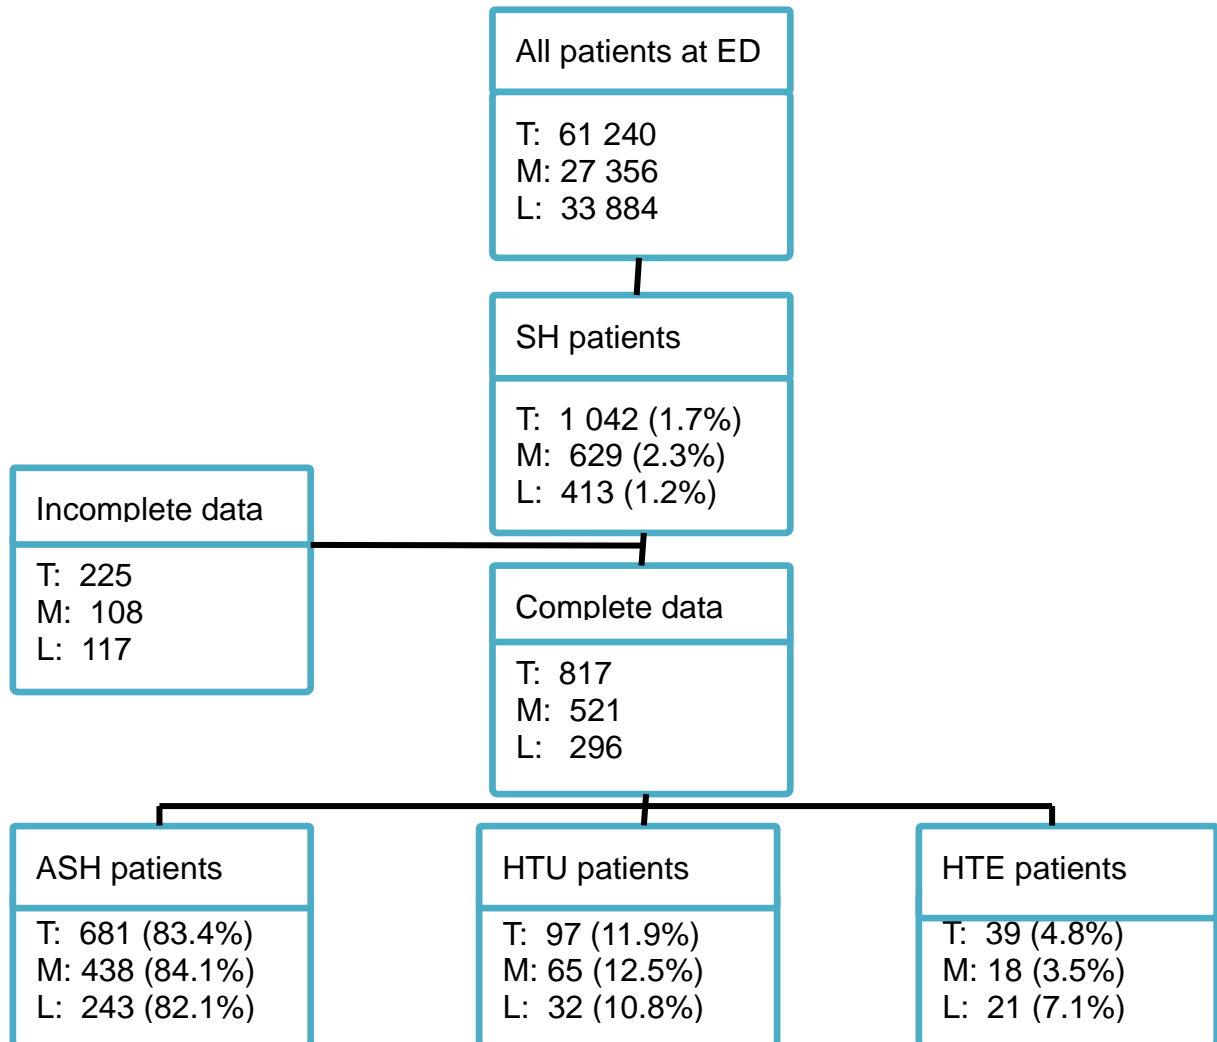 All patients at ED
T: 61 240
M: 27 356
L: 33 884
SH patients
T: 1 042 (1.7%)
M: 629 (2.3%)
L: 413 (1.2%)
Incomplete data
T: 225
M: 108
L: 117
Complete data
T: 817
M: 521
L: 296
ASH patients
T: 681 (83.4%)
M: 438 (84.1%)
L: 243 (82.1%)
HTU patients
T: 97 (11.9%)
M: 65 (12.5%)
L: 32 (10.8%)
HTE patients
T: 39 (4.8%)
M: 18 (3.5%)
L: 21 (7.1%)